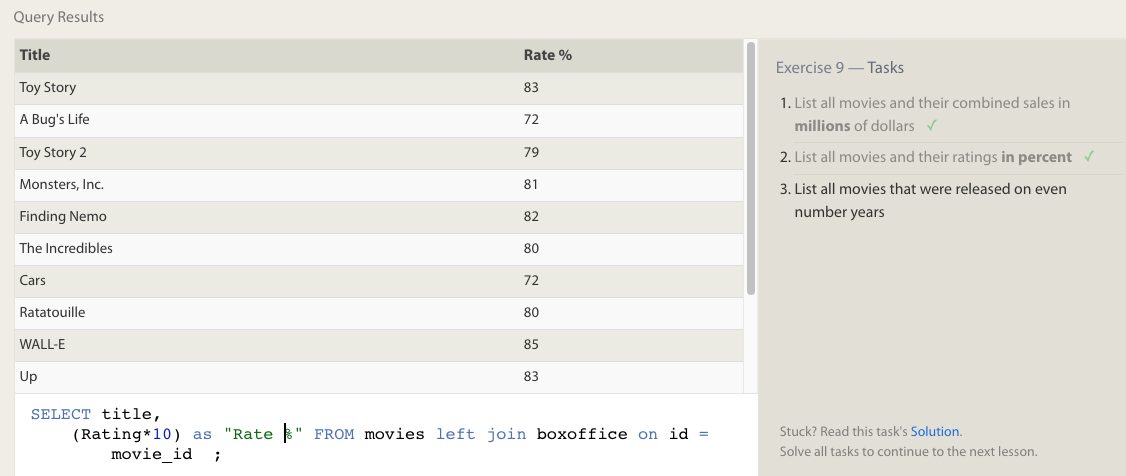 Query Results
Title Rate %
Toy Story 83
A Bug's Life 72
Toy Story 2 79
Monsters, Inc. 81
Finding Nemo 82
The Incredibles 80
Cars 72
Ratatouille 80
WALL-E 85
Up 83
SELECT title,
(Rating*10) as "Rate %" FROM movies left join boxoffice on id =
movie_id ;
Exercise 9 — Tasks
1. List all movies and their combined sales in
millions of dollars ✓
2. List all movies and their ratings in percent ✓
3. List all movies that were released on even
number years
Stuck? Read this task's Solution.
Solve all tasks to continue to the next lesson.